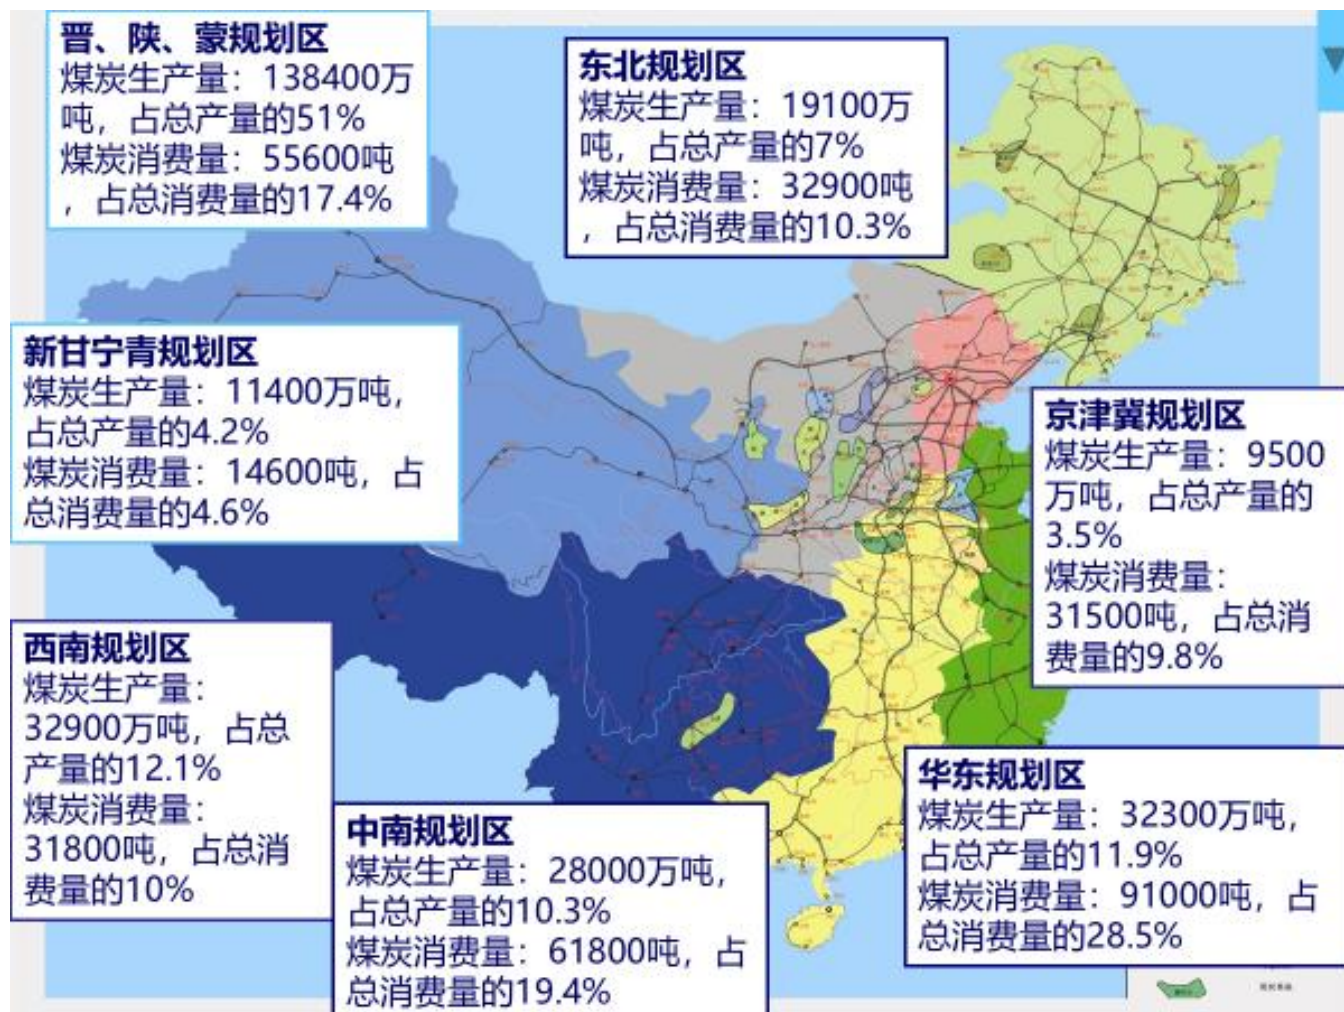 晋、陕、蒙规划区
煤炭生产量：138400万
吨，占总产量的51%
煤炭消费量：55600吨
，占总消费量的17.4%
东北规划区
煤炭生产量：19100万
吨，占总产量的7%
煤炭消费量：32900吨
，占总消费量的10.3%
新甘宁青规划区
煤炭生产量：11400万吨，
占总产量的4.2%
煤炭消费量：14600吨，占
总消费量的4.6%
京津冀规划区
煤炭生产量：9500
万吨，占总产量的
3.5%
煤炭消费量：
31500吨，占总消
费量的9.8%
西南规划区
煤炭生产量：
32900万吨，占总
产量的12.1%
煤炭消费量：
31800吨，占总消
费量的10%
中南规划区
煤炭生产量：28000万吨，
占总产量的10.3%
煤炭消费量：61800吨，占
总消费量的19.4%
华东规划区
煤炭生产量：32300万吨，
占总产量的11.9%
煤炭消费量：91000吨，占
总消费量的28.5%